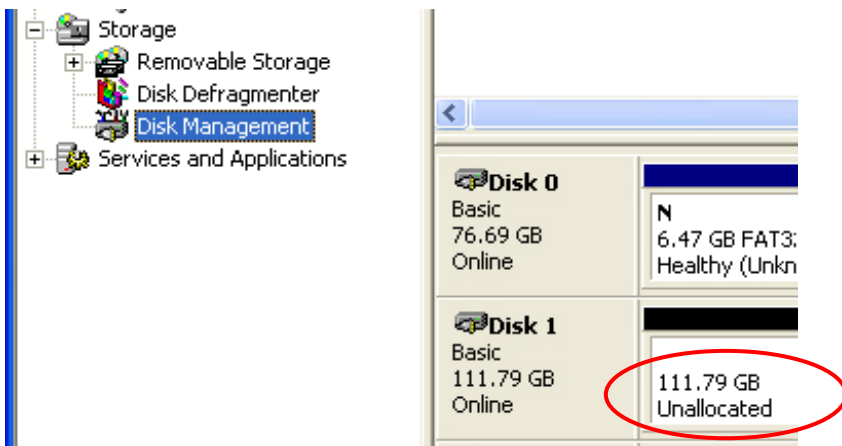 Storage
Removable Storage
Disk Defragmenter
Disk Management
Services and Applications
Disk 0
Basic
76.69 GB
Online
N
6.47 GB FAT3
Healthy (Unkn
Disk 1
Basic
111.79 GB
Online
111.79 GB
Unallocated